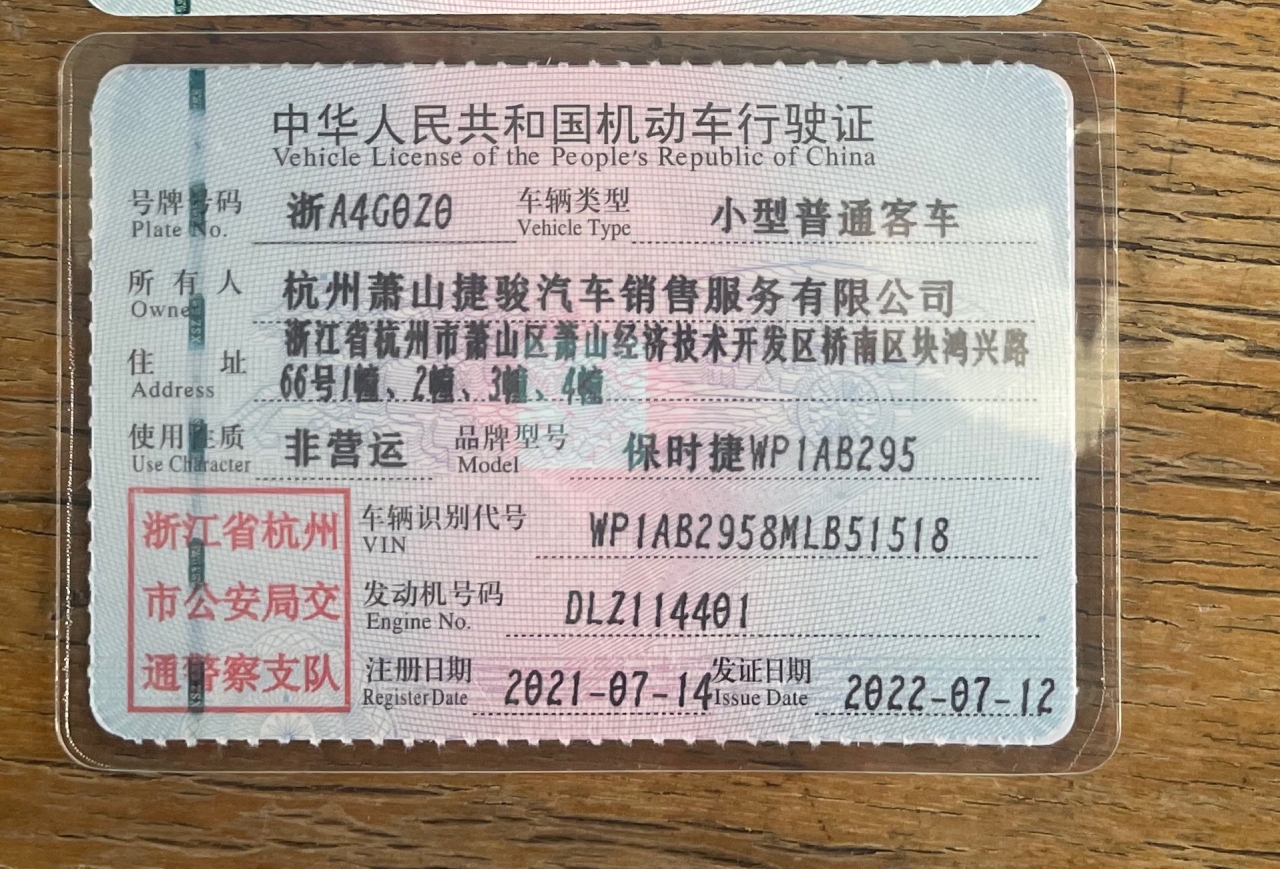 中华人民共和国机动车行驶证
Vehicle License of the People's Republic of China
号牌号码 浙A4G0Z0 车辆类型 小型普通客车
Plate No. Vehicle Type
所有人 杭州萧山捷骏汽车销售服务有限公司
Owner
浙江省杭州市萧山区萧山经济技术开发区桥南区块鸿兴路
住址 66号1幢、2幢、3幢、4幢
Address
使用性质 非营运 品牌型号 保时捷WP1AB295
Use Character Model
浙江省杭州
市公安局交
通警察支队
车辆识别代号 WP1AB2958MLB51518
VIN
发动机号码 DLZ114401
Engine No.
注册日期 2021-07-14 发证日期 2022-07-12
Register Date Issue Date